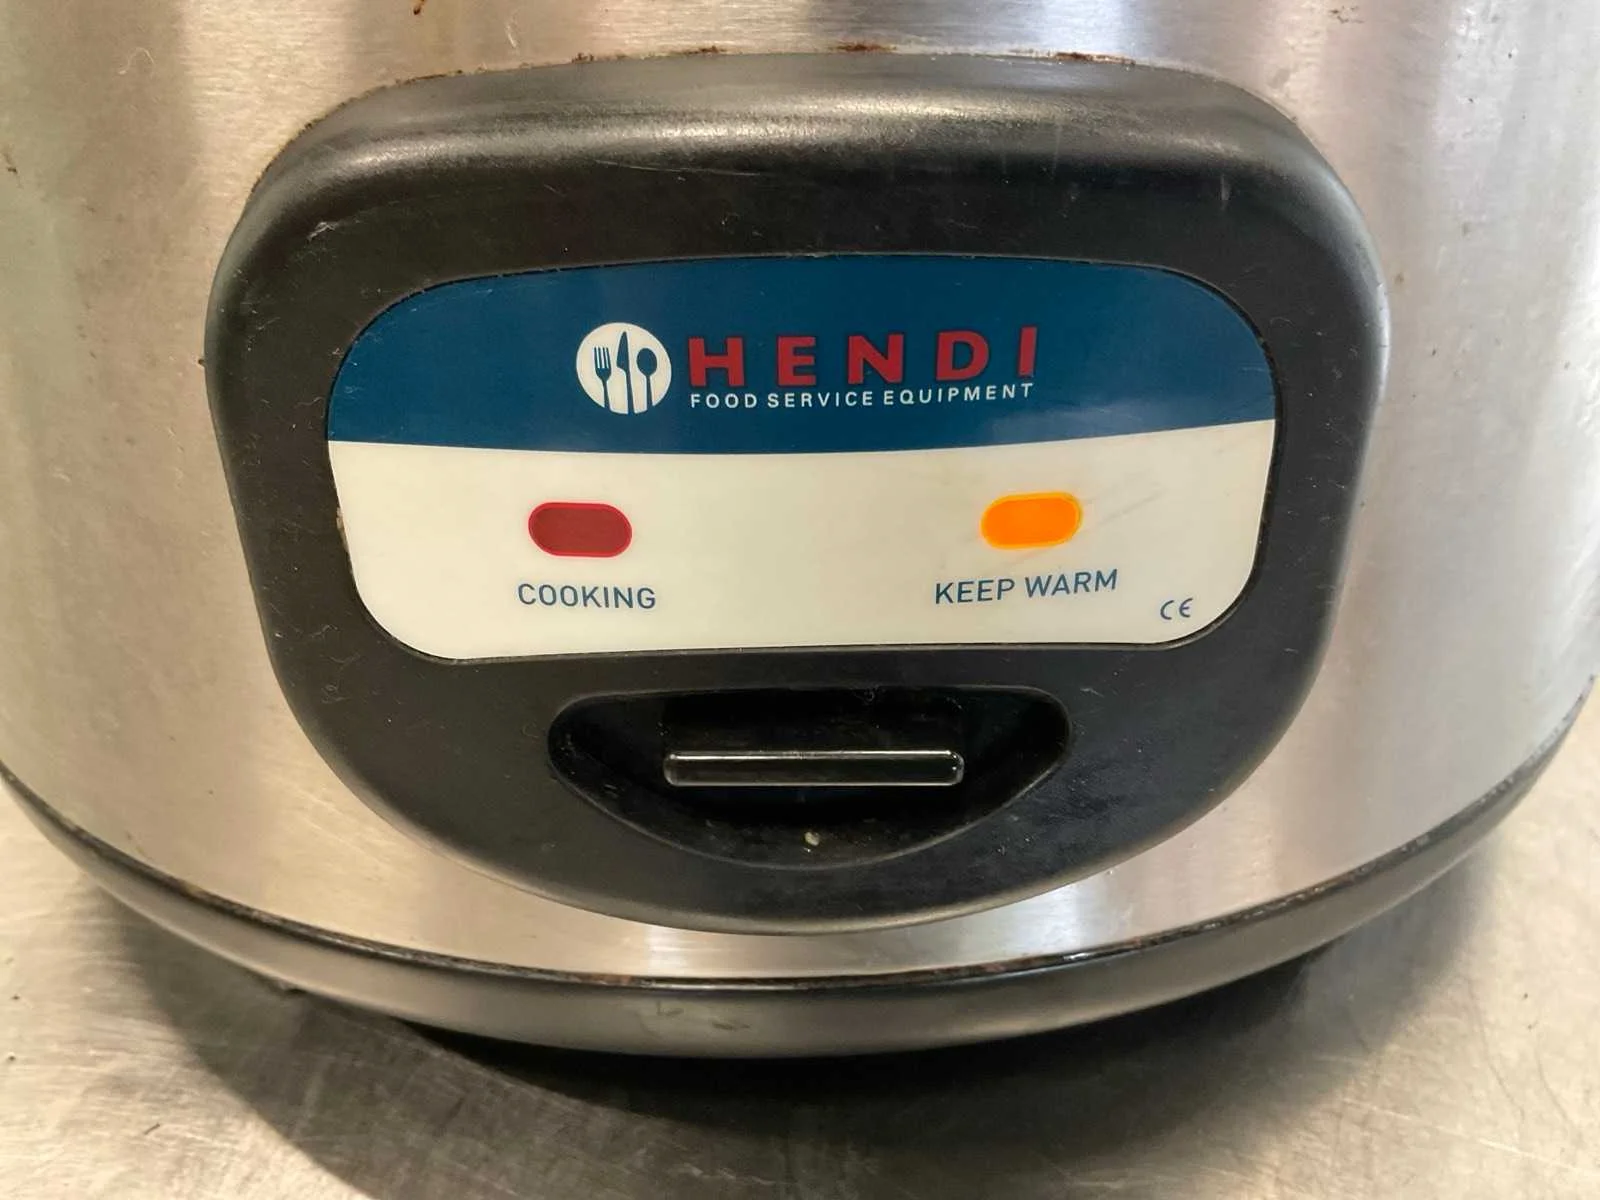 HENDI
FOOD SERVICE EQUIPMENT
COOKING
KEEP WARM
CE